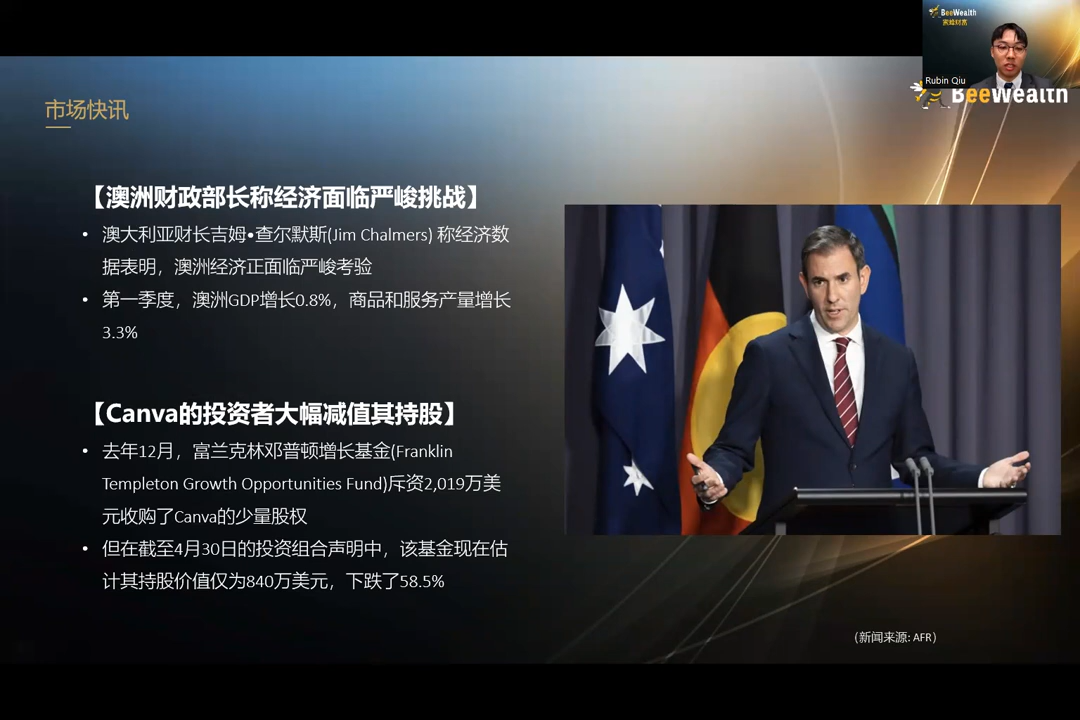 BeeWealth
蜜蜂财富
Rubin Qiu
BeeWealth
市场快讯
【澳洲财政部长称经济面临严峻挑战】
• 澳大利亚财长吉姆•查尔默斯(Jim Chalmers) 称经济数
据表明，澳洲经济正面临严峻考验
• 第一季度，澳洲GDP增长0.8%，商品和服务产量增长
3.3%
【Canva的投资者大幅减值其持股】
• 去年12月，富兰克林邓普顿增长基金(Franklin
Templeton Growth Opportunities Fund)斥资2,019万美
元收购了Canva的少量股权
• 但在截至4月30日的投资组合声明中，该基金现在估
计其持股价值仅为840万美元，下跌了58.5%
（新闻来源: AFR）